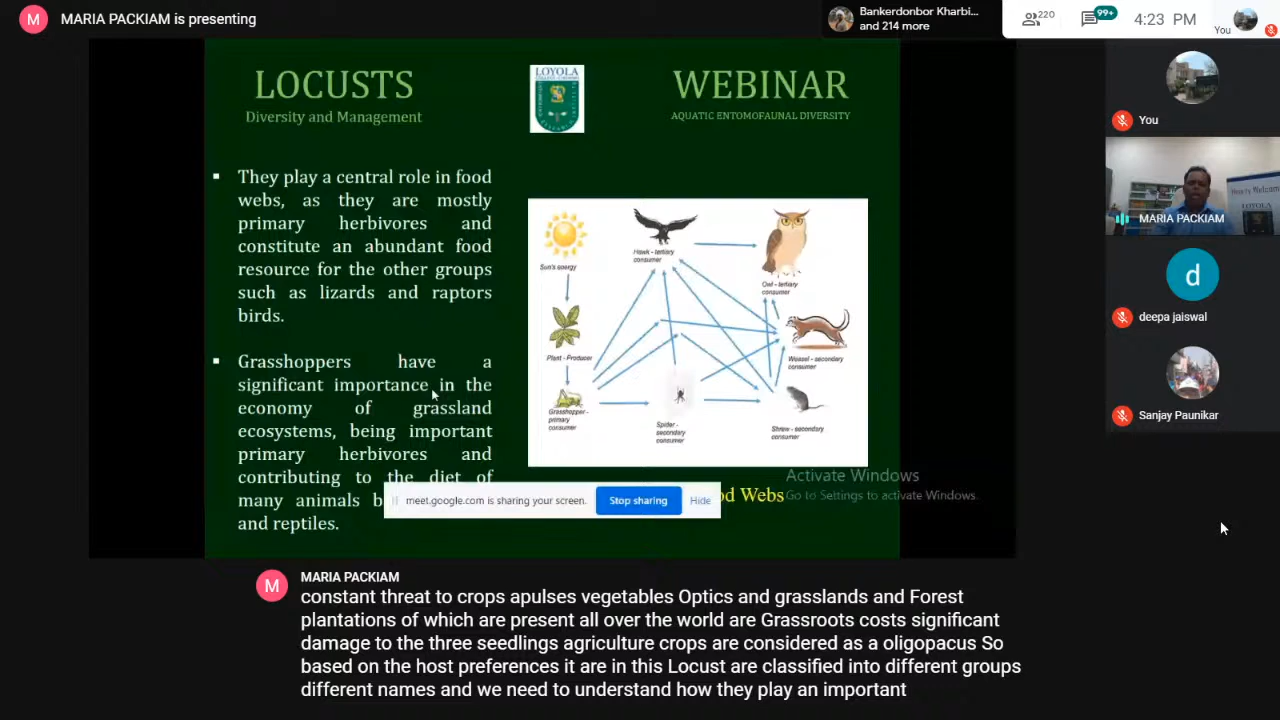 M MARIA PACKIAM is presenting
Bankerdonbor Kharbi...
and 214 more
220
99+
4:23 PM
You
LOCUSTS
Diversity and Management
LOYOLA
WEBINAR
AQUATIC ENTOMOFAUNAL DIVERSITY
They play a central role in food
webs, as they are mostly
primary herbivores and
constitute an abundant food
resource for the other groups
such as lizards and raptors
birds.
Grasshoppers have a
significant importance in the
economy of grassland
ecosystems, being important
primary herbivores and
contributing to the diet of
many animals b
and reptiles.
Sun's energy
Hawk - tertiary
consumer
Owl - tertiary
consumer
Plant - Producer
Weasel - secondary
consumer
Grasshopper -
primary
consumer
Spider -
secondary
consumer
Shrew - secondary
consumer
od Webs
Activate Windows
Go to Settings to activate Windows.
meet.google.com is sharing your screen.
Stop sharing
Hide
You
Hearty Welcome
LOYOLA
MARIA PACKIAM
d
deepa jaiswal
Sanjay Paunikar
M
MARIA PACKIAM
constant threat to crops apulses vegetables Optics and grasslands and Forest
plantations of which are present all over the world are Grassroots costs significant
damage to the three seedlings agriculture crops are considered as a oligopacus So
based on the host preferences it are in this Locust are classified into different groups
different names and we need to understand how they play an important